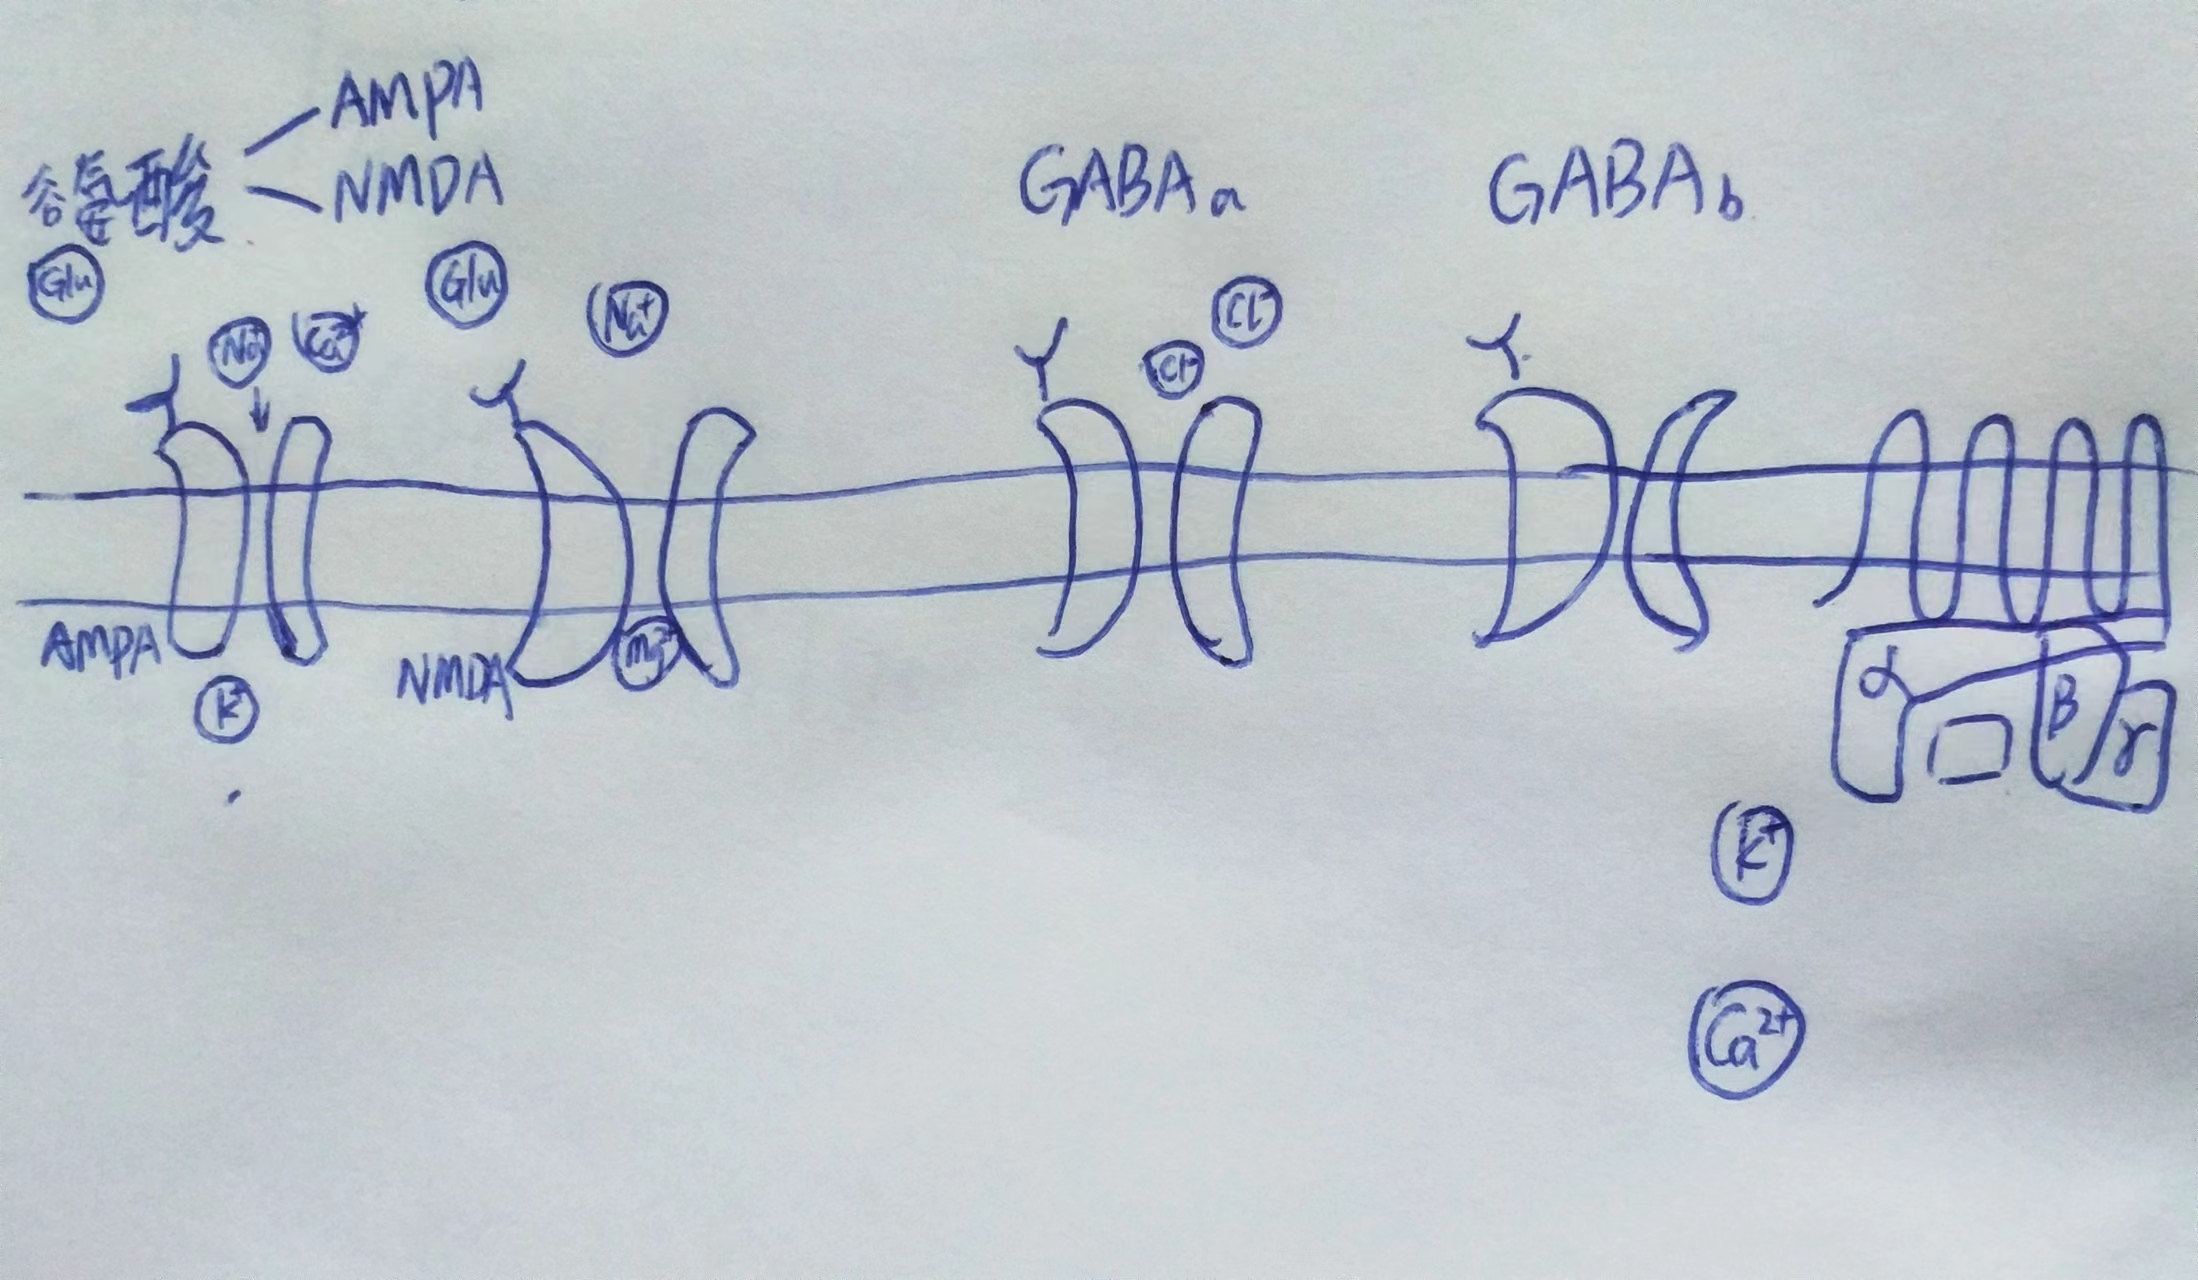 AMPA
谷氨酸
NMDA
GABAa
GABAb
Glu
Na+
Glu
Na+
Cl-
Cl-
AMPA
K+
NMDA
Mg2+
α
β
γ
K+
Ca2+